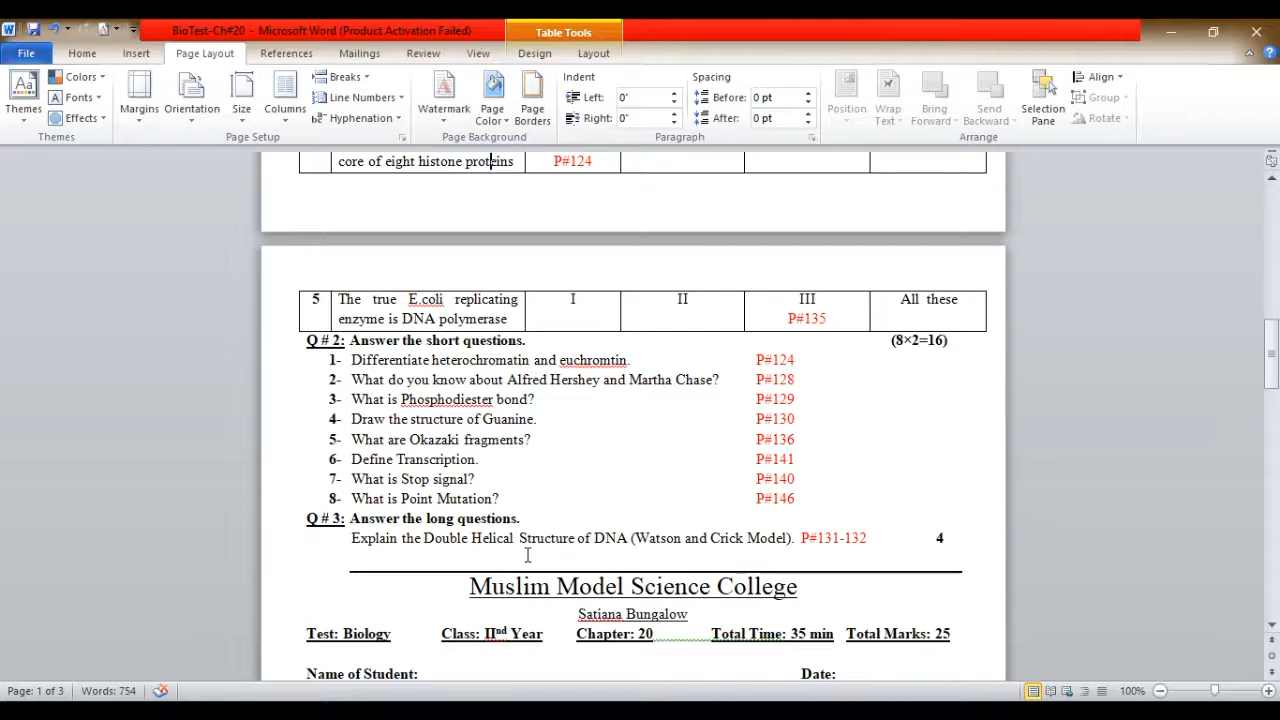 BioTest-Ch#20 - Microsoft Word (Product Activation Failed) Table Tools
File Home Insert Page Layout References Mailings Review View Design Layout
Themes Colors Fonts Effects Margins Orientation Size Columns Breaks Line Numbers Hyphenation Watermark Page Color Page Borders Indent Left: 0" Right: 0" Spacing Before: 0 pt After: 0 pt Position Wrap Text Bring Forward Send Backward Selection Pane Align Group Rotate
Themes Page Setup Page Background Paragraph Arrange
core of eight histone proteins P#124
5 The true E.coli replicating I II III All these
enzyme is DNA polymerase P#135
Q # 2: Answer the short questions. (8×2=16)
1- Differentiate heterochromatin and euchromtin. P#124
2- What do you know about Alfred Hershey and Martha Chase? P#128
3- What is Phosphodiester bond? P#129
4- Draw the structure of Guanine. P#130
5- What are Okazaki fragments? P#136
6- Define Transcription. P#141
7- What is Stop signal? P#140
8- What is Point Mutation? P#146
Q # 3: Answer the long questions.
Explain the Double Helical Structure of DNA (Watson and Crick Model). P#131-132 4
Muslim Model Science College
Satiana Bungalow
Test: Biology Class: IInd Year Chapter: 20 Total Time: 35 min Total Marks: 25
Name of Student: Date:
Page: 1 of 3 Words: 754 100%